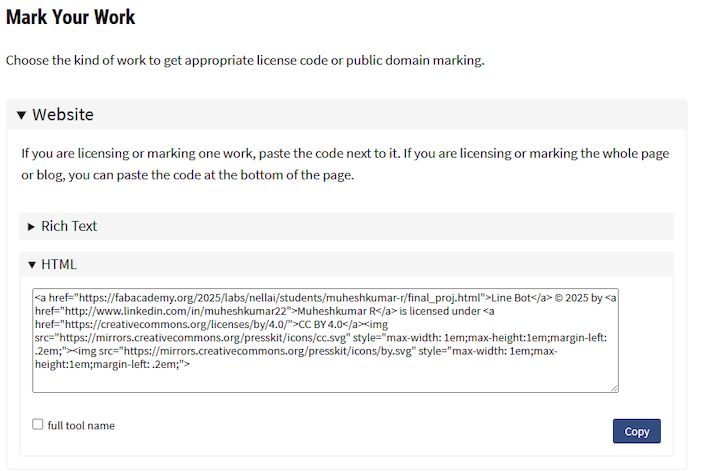 Mark Your Work
Choose the kind of work to get appropriate license code or public domain marking.
▼ Website
If you are licensing or marking one work, paste the code next to it. If you are licensing or marking the whole page
or blog, you can paste the code at the bottom of the page.
▶ Rich Text
▼ HTML
<a href="https://fabacademy.org/2025/labs/nellai/students/muheshkumar-r/final_proj.html">Line Bot</a> © 2025 by <a
href="http://www.linkedin.com/in/muheshkumar22">Muheshkumar R</a> is licensed under <a
href="https://creativecommons.org/licenses/by/4.0/">CC BY 4.0</a><img
src="https://mirrors.creativecommons.org/presskit/icons/cc.svg" style="max-width: 1em;max-height:1em;margin-left:
.2em;"><img src="https://mirrors.creativecommons.org/presskit/icons/by.svg" style="max-width: 1em;max-
height:1em;margin-left: .2em;">
full tool name
Copy